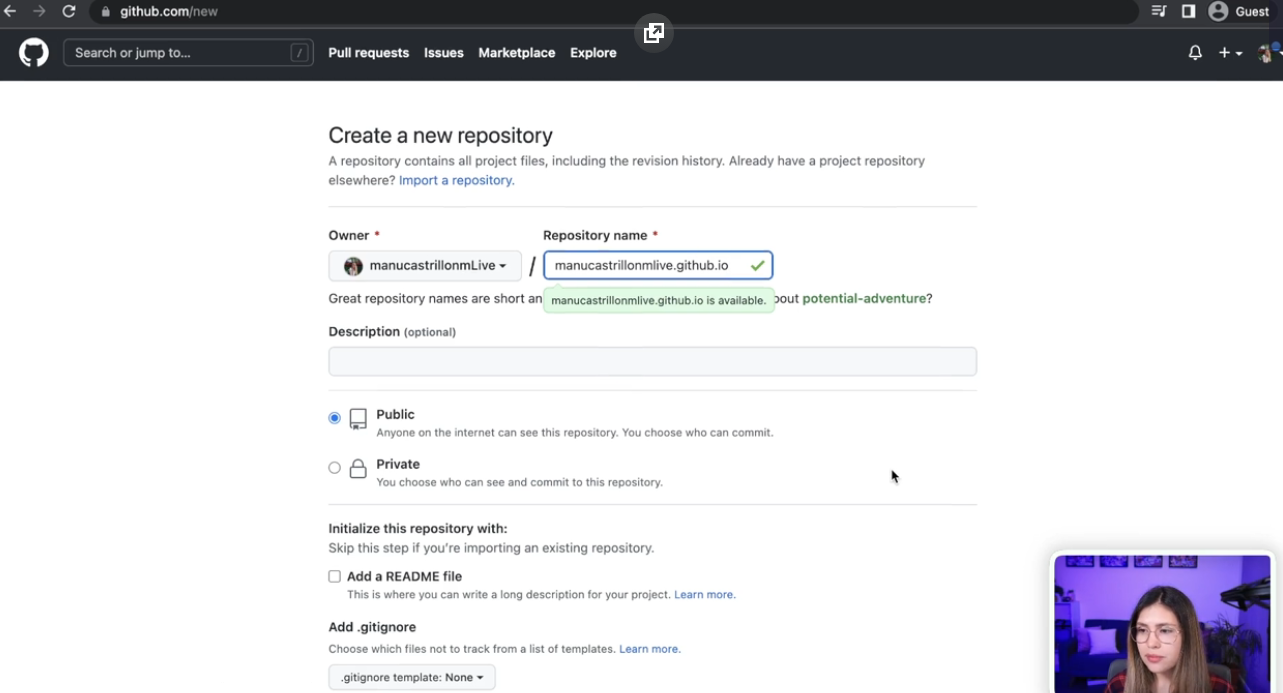 github.com/new
Guest
Search or jump to...
/
Pull requests Issues Marketplace Explore
Create a new repository
A repository contains all project files, including the revision history. Already have a project repository
elsewhere? Import a repository.
Owner * Repository name *
manucastrillonmLive / manucastrillonmlive.github.io
Great repository names are short an manucastrillonmlive.github.io is available. bout potential-adventure?
Description (optional)
Public
Anyone on the internet can see this repository. You choose who can commit.
Private
You choose who can see and commit to this repository.
Initialize this repository with:
Skip this step if you're importing an existing repository.
Add a README file
This is where you can write a long description for your project. Learn more.
Add .gitignore
Choose which files not to track from a list of templates. Learn more.
.gitignore template: None